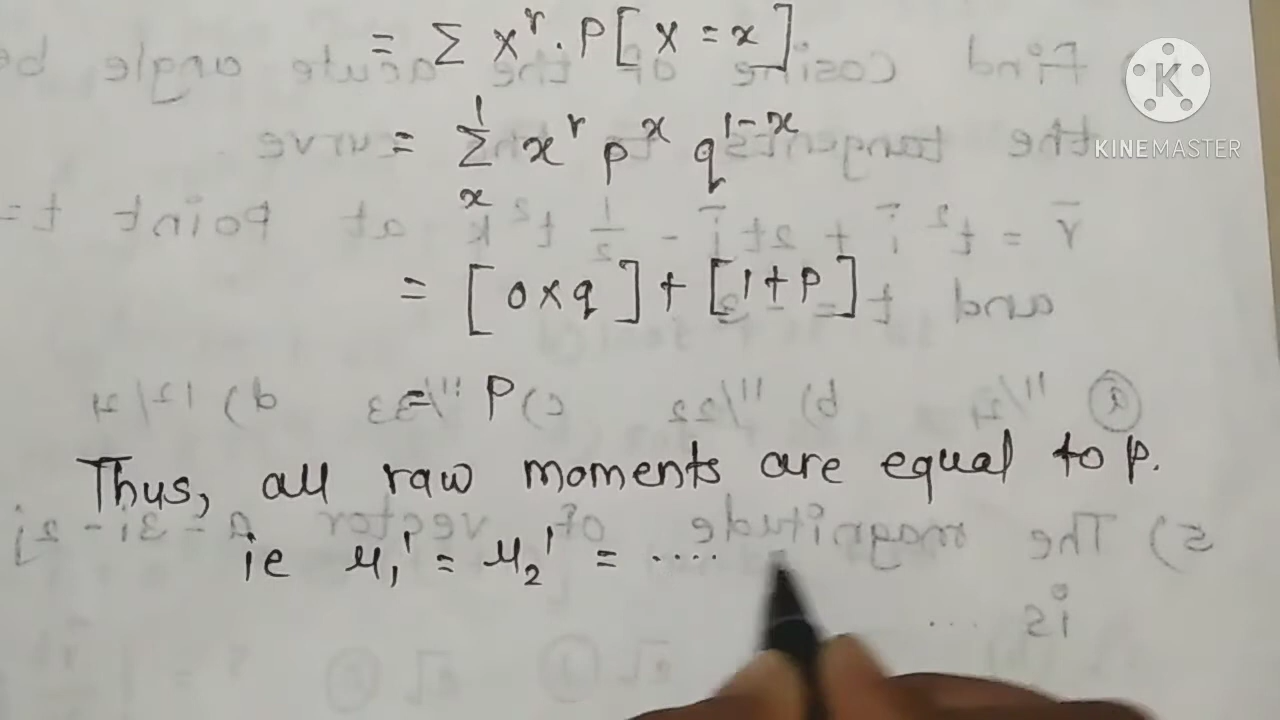 = Σ x^r . P[X = x]
K
KINEMASTER
= Σ_x^1 x^r p^x q^{1-x}
= [0×q] + [1+p]
= P
Thus, all raw moments are equal to p.
ie μ₁' = μ₂' = ....